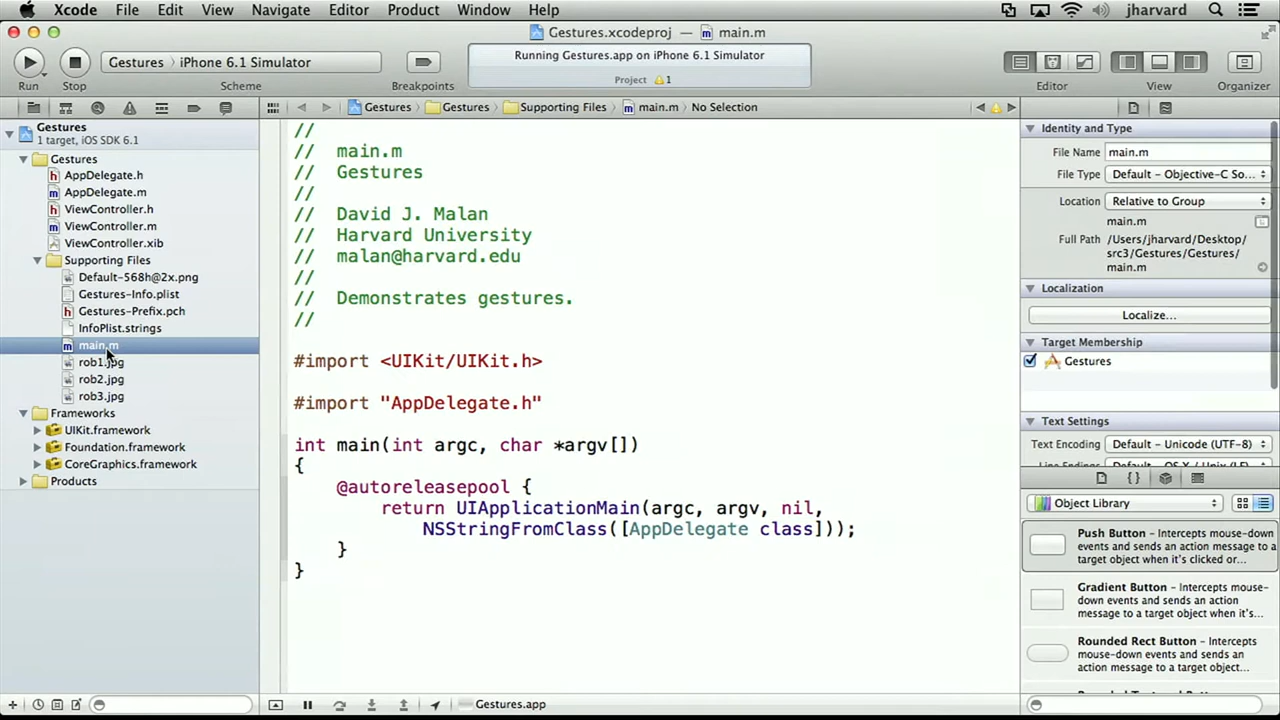 Xcode File Edit View Navigate Editor Product Window Help jharvard
Gestures.xcodeproj — main.m
Gestures iPhone 6.1 Simulator
Running Gestures.app on iPhone 6.1 Simulator
Project 1
Run Stop Scheme Breakpoints Editor View Organizer
Gestures Gestures Supporting Files main.m No Selection
Gestures
1 target, iOS SDK 6.1
Gestures
AppDelegate.h
AppDelegate.m
ViewController.h
ViewController.m
ViewController.xib
Supporting Files
Default-568h@2x.png
Gestures-Info.plist
Gestures-Prefix.pch
InfoPlist.strings
main.m
rob1.jpg
rob2.jpg
rob3.jpg
Frameworks
UIKit.framework
Foundation.framework
CoreGraphics.framework
Products
//
// main.m
// Gestures
//
// David J. Malan
// Harvard University
// malan@harvard.edu
//
// Demonstrates gestures.
//
#import <UIKit/UIKit.h>
#import "AppDelegate.h"
int main(int argc, char *argv[])
{
@autoreleasepool {
return UIApplicationMain(argc, argv, nil,
NSStringFromClass([AppDelegate class]));
}
}
Identity and Type
File Name main.m
File Type Default - Objective-C So...
Location Relative to Group
main.m
Full Path /Users/jharvard/Desktop/
src3/Gestures/Gestures/
main.m
Localization
Localize...
Target Membership
Gestures
Text Settings
Text Encoding Default - Unicode (UTF-8)
Object Library
Push Button - Intercepts mouse-down
events and sends an action message to a
target object when it's clicked or...
Gradient Button - Intercepts mouse-
down events and sends an action
message to a target object when it's...
Rounded Rect Button - Intercepts
mouse-down events and sends an
action message to a target object...
Gestures.app